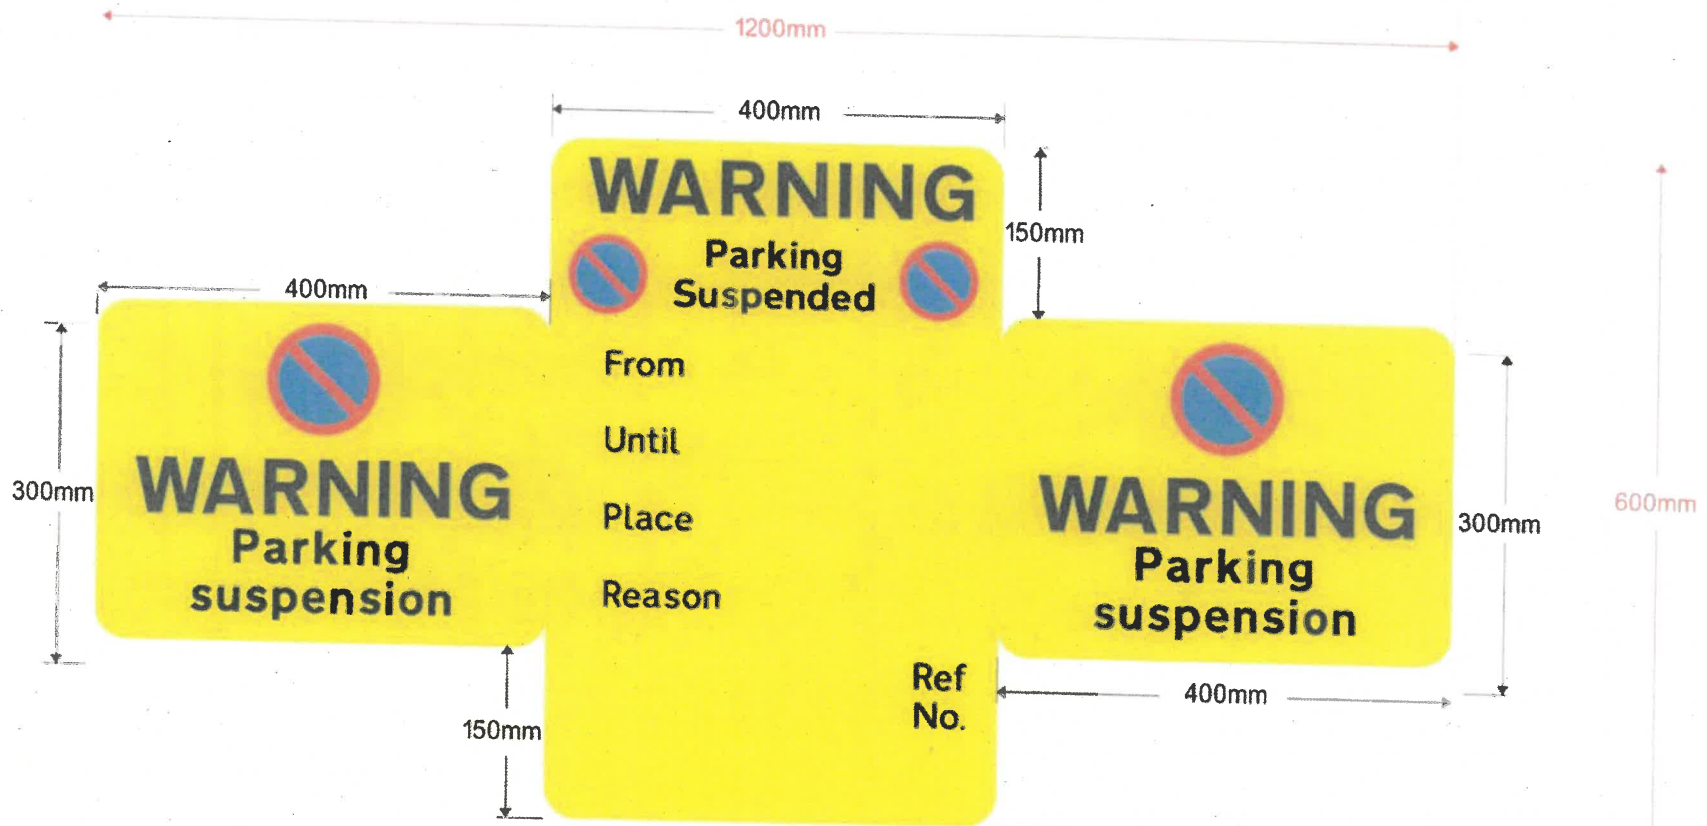 1200mm
400mm
WARNING
Parking
Suspended
150mm
400mm
From
Until
Place
Reason
Ref
No.
300mm
WARNING
Parking
suspension
150mm
WARNING
Parking
suspension
300mm
400mm
600mm